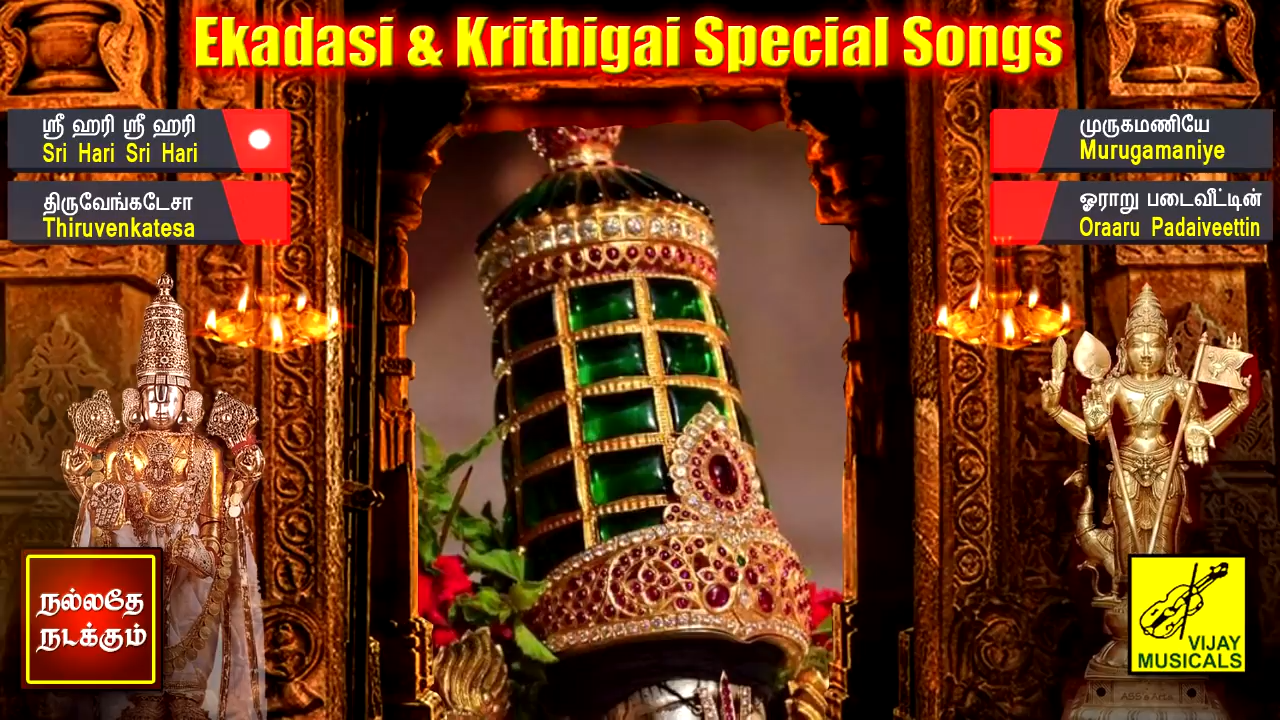 Ekadasi & Krithigai Special Songs
ஸ்ரீ ஹரி ஸ்ரீ ஹரி
Sri Hari Sri Hari
திருவேங்கடேசா
Thiruvenkatesa
முருகமணியே
Murugamaniye
ஓராறு படைவீட்டின்
Oraaru Padaiveettin
நல்லதே
நடக்கும்
VIJAY
MUSICALS